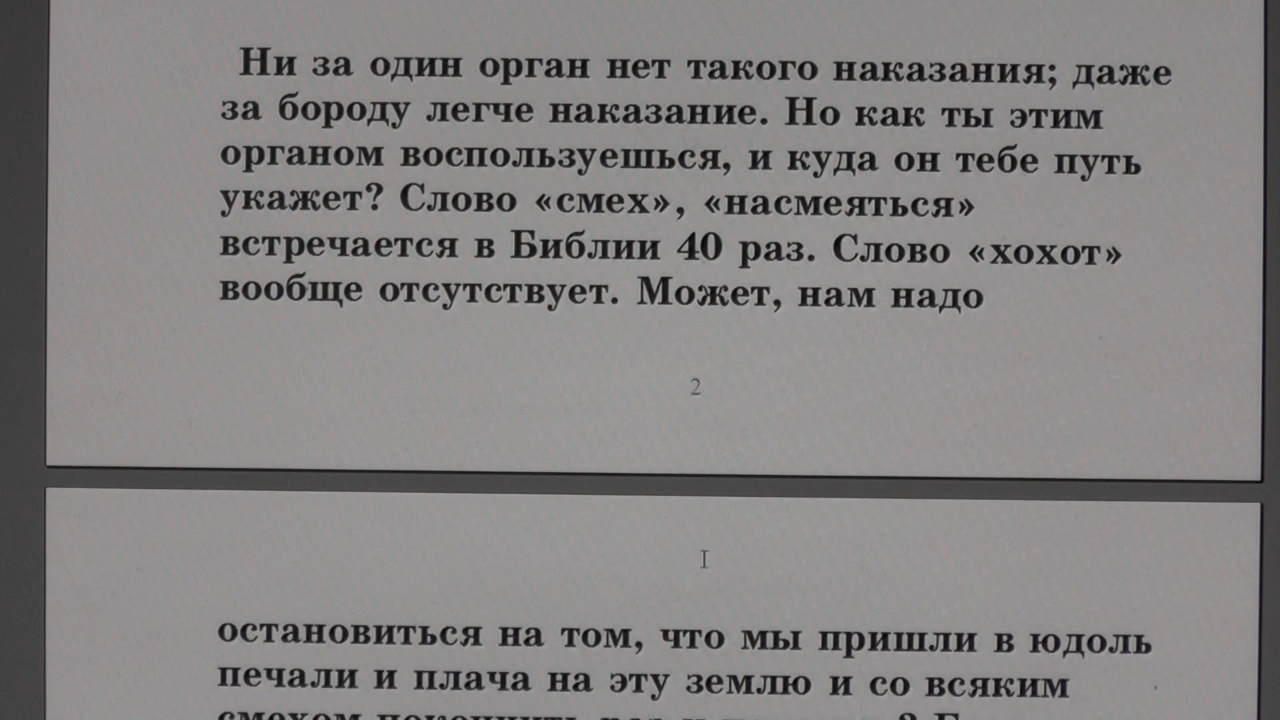 Ни за один орган нет такого наказания; даже
за бороду легче наказание. Но как ты этим
органом воспользуешься, и куда он тебе путь
укажет? Слово «смех», «насмеяться»
встречается в Библии 40 раз. Слово «хохот»
вообще отсутствует. Может, нам надо
2
остановиться на том, что мы пришли в юдоль
печали и плача на эту землю и со всяким